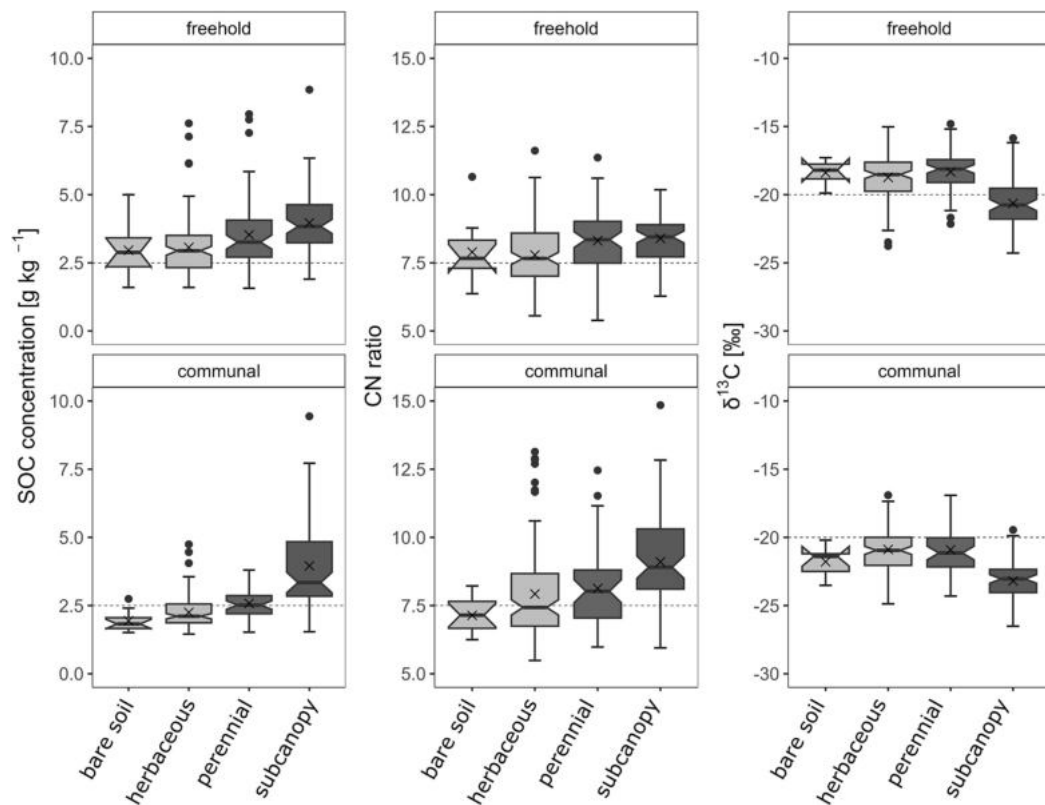 freehold
freehold
freehold
10.0
7.5
5.0
2.5
0.0
15.0
12.5
10.0
7.5
5.0
-10
-15
-20
-25
-30
SOC concentration [g kg⁻¹]
CN ratio
δ¹³C [‰]
communal
communal
communal
10.0
7.5
5.0
2.5
0.0
15.0
12.5
10.0
7.5
5.0
-10
-15
-20
-25
-30
bare soil
herbaceous
perennial
subcanopy
bare soil
herbaceous
perennial
subcanopy
bare soil
herbaceous
perennial
subcanopy